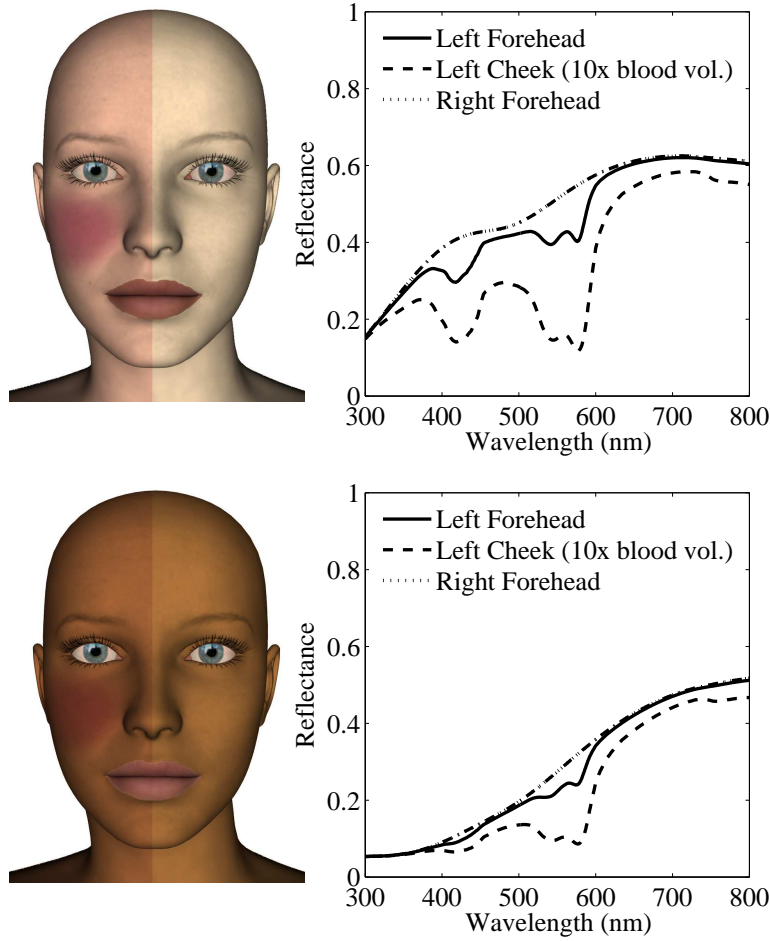 1
0.8
0.6
0.4
0.2
0
Reflectance
Left Forehead
Left Cheek (10x blood vol.)
Right Forehead
300 400 500 600 700 800
Wavelength (nm)
1
0.8
0.6
0.4
0.2
0
Reflectance
Left Forehead
Left Cheek (10x blood vol.)
Right Forehead
300 400 500 600 700 800
Wavelength (nm)